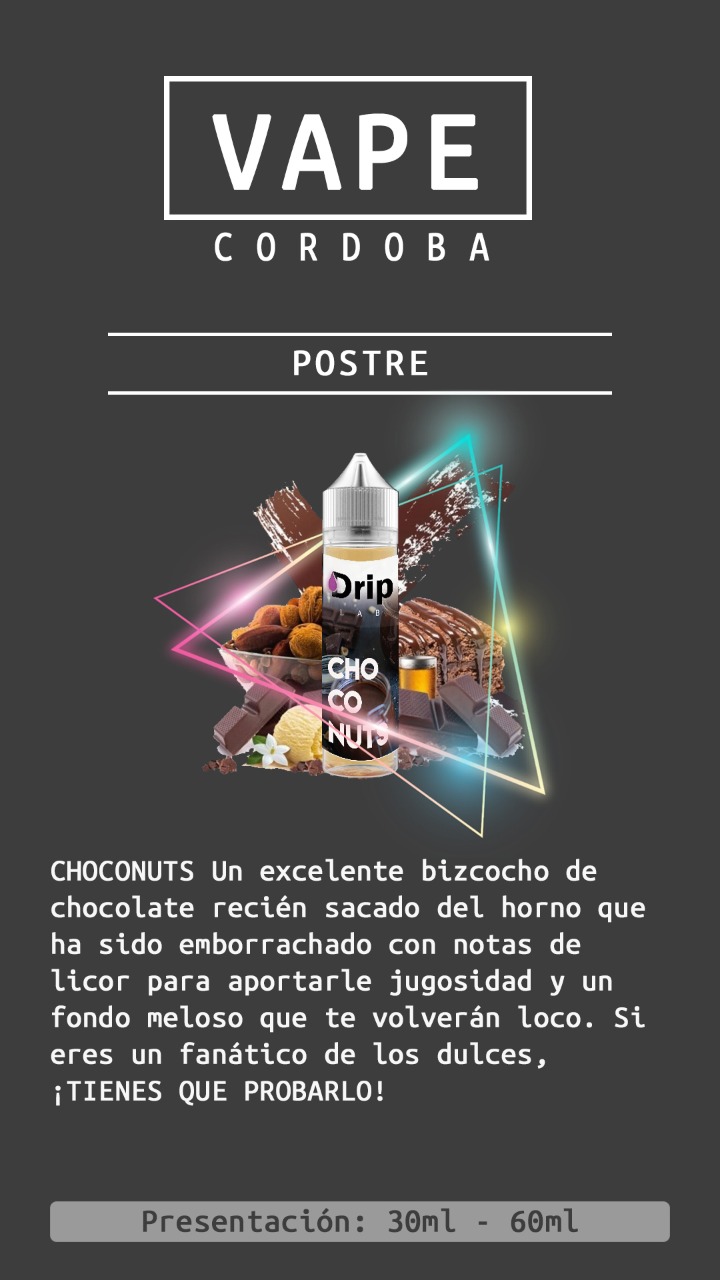 VAPE
CORDOBA
POSTRE
Drip
LAB
CHO
CO
NUTS
CHOCONUTS Un excelente bizcocho de
chocolate recién sacado del horno que
ha sido emborrachado con notas de
licor para aportarle jugosidad y un
fondo meloso que te volverán loco. Si
eres un fanático de los dulces,
¡TIENES QUE PROBARLO!
Presentación: 30ml - 60ml